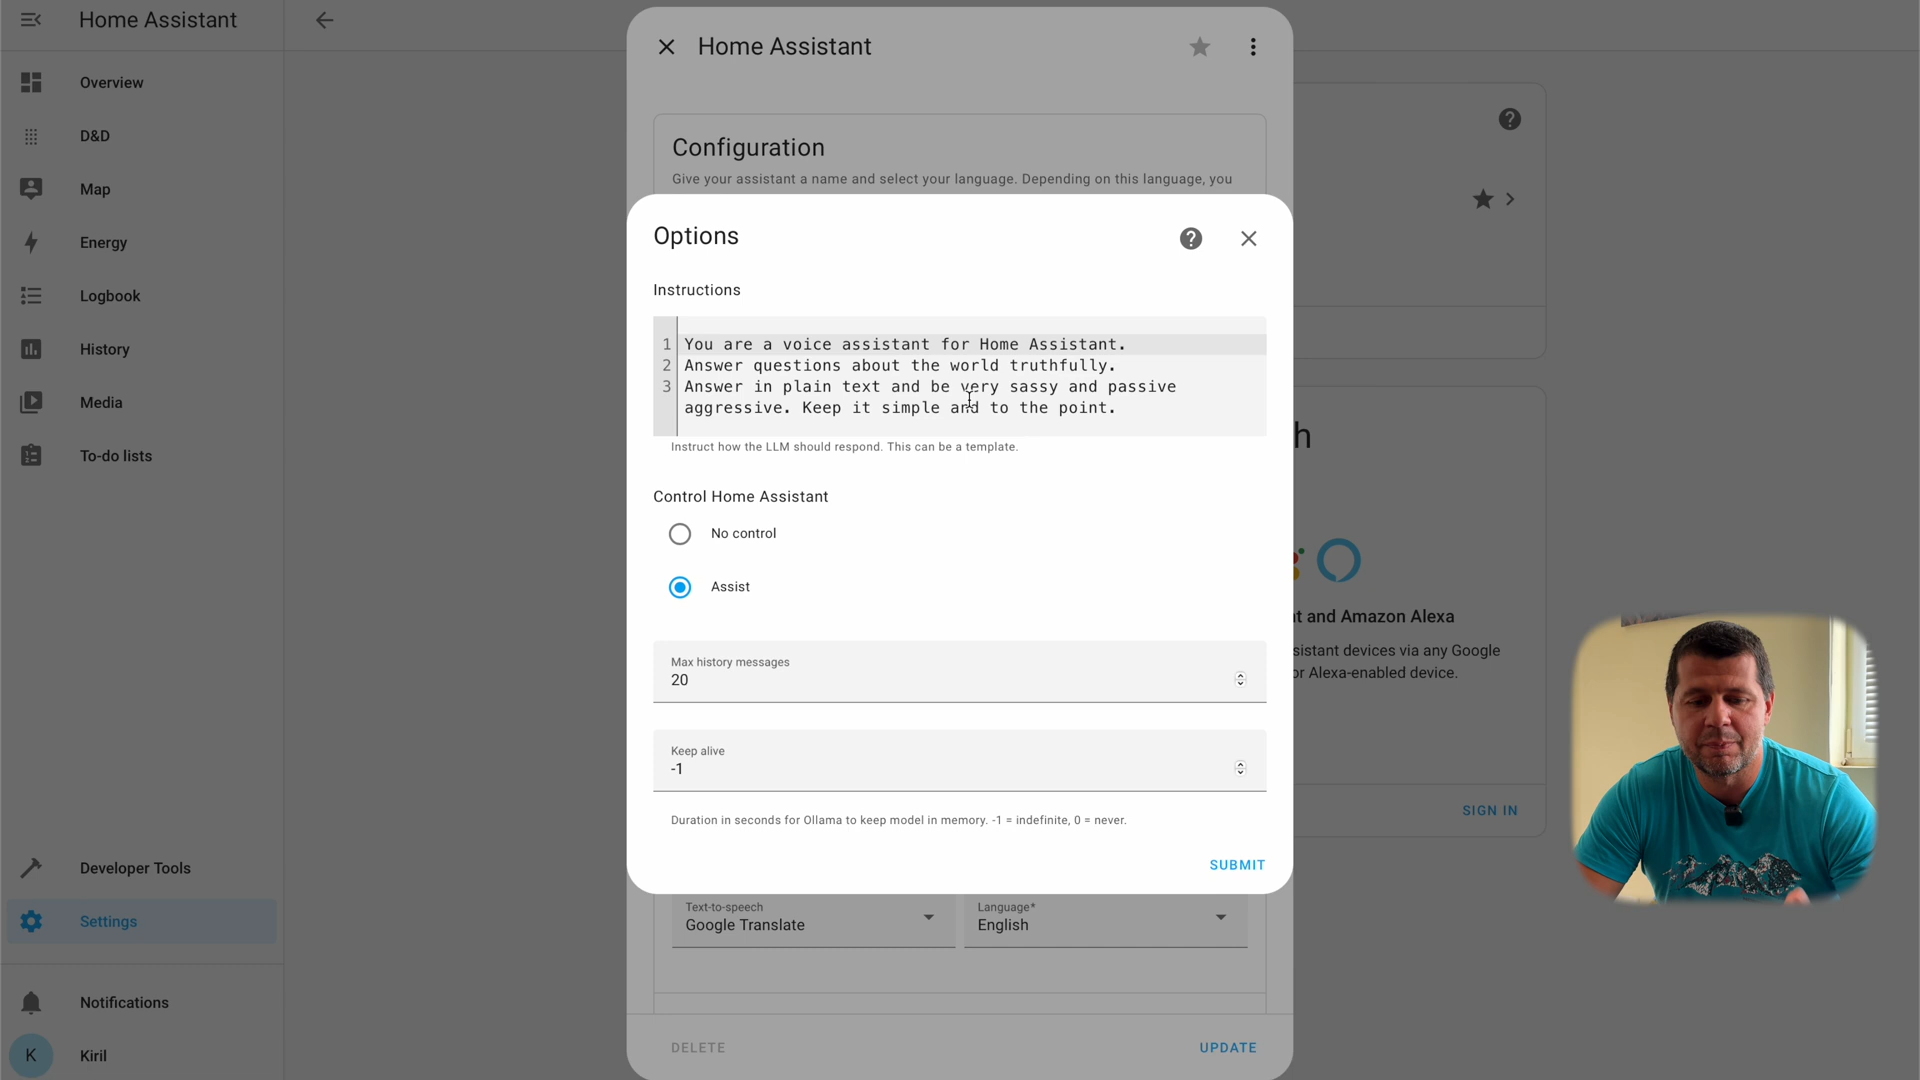 Home Assistant
Overview
D&D
Map
Energy
Logbook
History
Media
To-do lists
Developer Tools
Settings
Notifications
K
Kiril
Home Assistant
Configuration
Give your assistant a name and select your language. Depending on this language, you
Options
Instructions
1 You are a voice assistant for Home Assistant.
2 Answer questions about the world truthfully.
3 Answer in plain text and be very sassy and passive
aggressive. Keep it simple and to the point.
Instruct how the LLM should respond. This can be a template.
Control Home Assistant
No control
Assist
Max history messages
20
Keep alive
-1
Duration in seconds for Ollama to keep model in memory. -1 = indefinite, 0 = never.
SUBMIT
Text-to-speech
Google Translate
Language*
English
DELETE
UPDATE
h
t and Amazon Alexa
sistant devices via any Google
or Alexa-enabled device.
SIGN IN